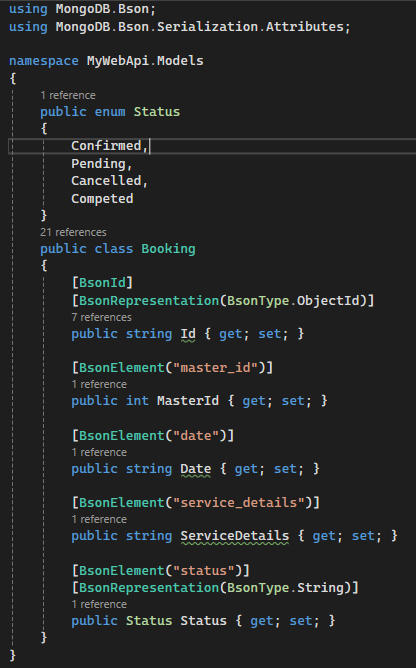 using MongoDB.Bson;
using MongoDB.Bson.Serialization.Attributes;
namespace MyWebApi.Models
{
1 reference
public enum Status
{
Confirmed,
Pending,
Cancelled,
Competed
}
21 references
public class Booking
{
[BsonId]
[BsonRepresentation(BsonType.ObjectId)]
7 references
public string Id { get; set; }
[BsonElement("master_id")]
1 reference
public int MasterId { get; set; }
[BsonElement("date")]
1 reference
public string Date { get; set; }
[BsonElement("service_details")]
1 reference
public string ServiceDetails { get; set; }
[BsonElement("status")]
[BsonRepresentation(BsonType.String)]
1 reference
public Status Status { get; set; }
}
}